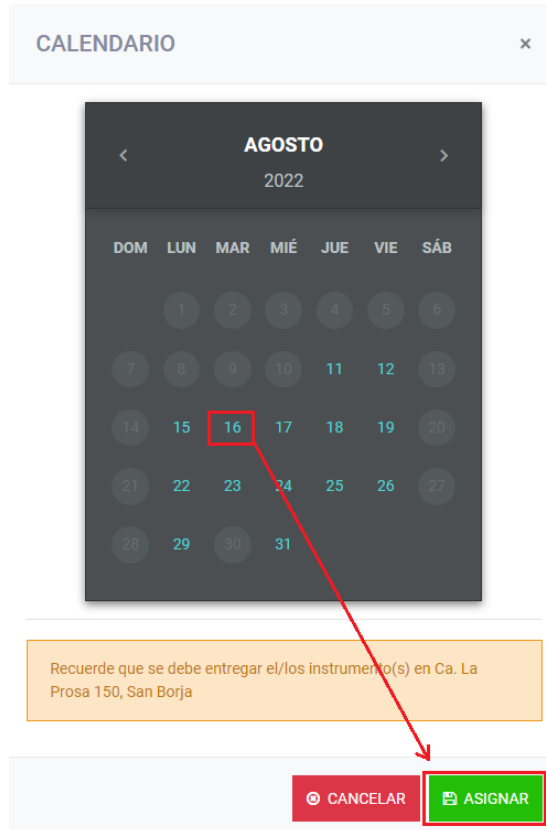 CALENDARIO ×
AGOSTO
2022
DOM LUN MAR MIÉ JUE VIE SÁB
1 2 3 4 5 6
7 8 9 10 11 12 13
14 15 16 17 18 19 20
21 22 23 24 25 26 27
28 29 30 31
Recuerde que se debe entregar el/los instrumento(s) en Ca. La
Prosa 150, San Borja
CANCELAR ASIGNAR